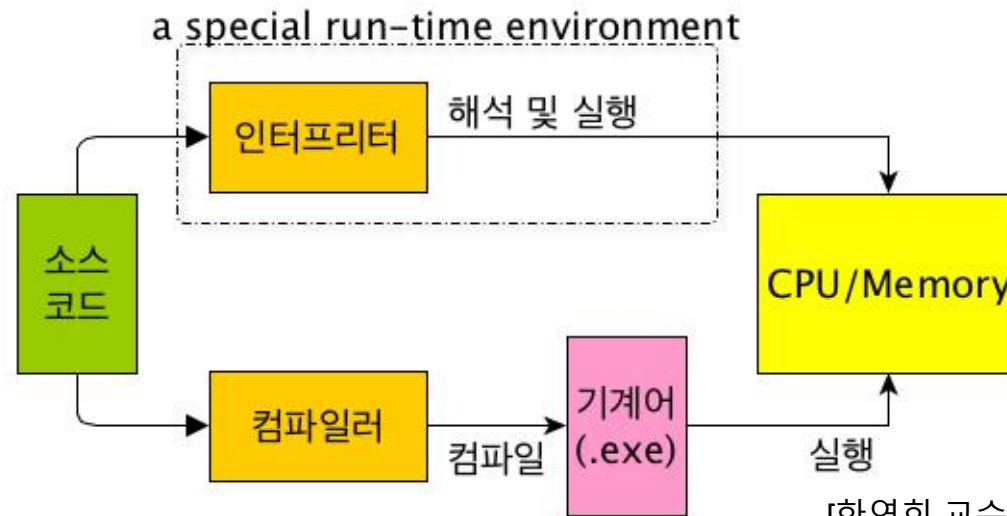 a special run-time environment
인터프리터
해석 및 실행
소스
코드
CPU/Memory
컴파일러
컴파일
기계어
(.exe)
실행